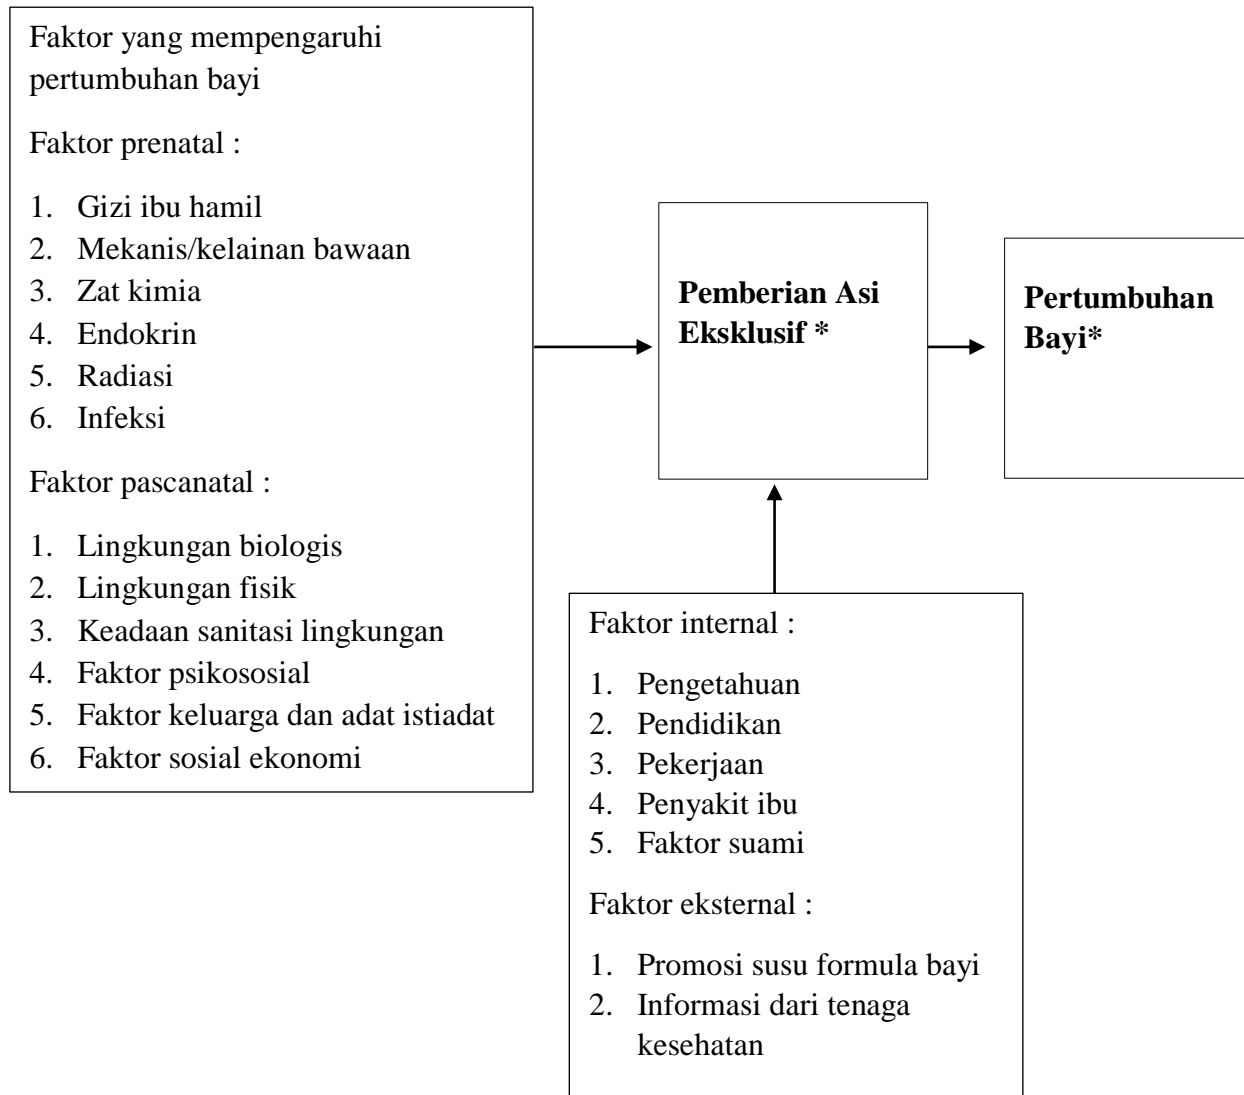 Faktor yang mempengaruhi
pertumbuhan bayi
Faktor prenatal :
1. Gizi ibu hamil
2. Mekanis/kelainan bawaan
3. Zat kimia
4. Endokrin
5. Radiasi
6. Infeksi
Faktor pascanatal :
1. Lingkungan biologis
2. Lingkungan fisik
3. Keadaan sanitasi lingkungan
4. Faktor psikososial
5. Faktor keluarga dan adat istiadat
6. Faktor sosial ekonomi
Pemberian Asi
Eksklusif *
Pertumbuhan
Bayi*
Faktor internal :
1. Pengetahuan
2. Pendidikan
3. Pekerjaan
4. Penyakit ibu
5. Faktor suami
Faktor eksternal :
1. Promosi susu formula bayi
2. Informasi dari tenaga
kesehatan